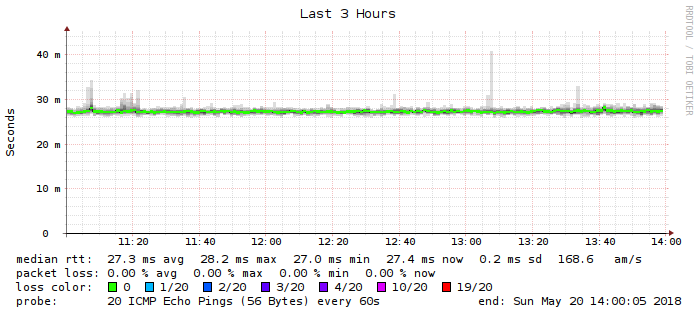 Last 3 Hours
RRDTOOL / TOBI OETIKER
Seconds
40 m
30 m
20 m
10 m
0
11:20 11:40 12:00 12:20 12:40 13:00 13:20 13:40 14:00
median rtt: 27.3 ms avg 28.2 ms max 27.0 ms min 27.4 ms now 0.2 ms sd 168.6 am/s
packet loss: 0.00 % avg 0.00 % max 0.00 % min 0.00 % now
loss color: 0 1/20 2/20 3/20 4/20 10/20 19/20
probe: 20 ICMP Echo Pings (56 Bytes) every 60s end: Sun May 20 14:00:05 2018